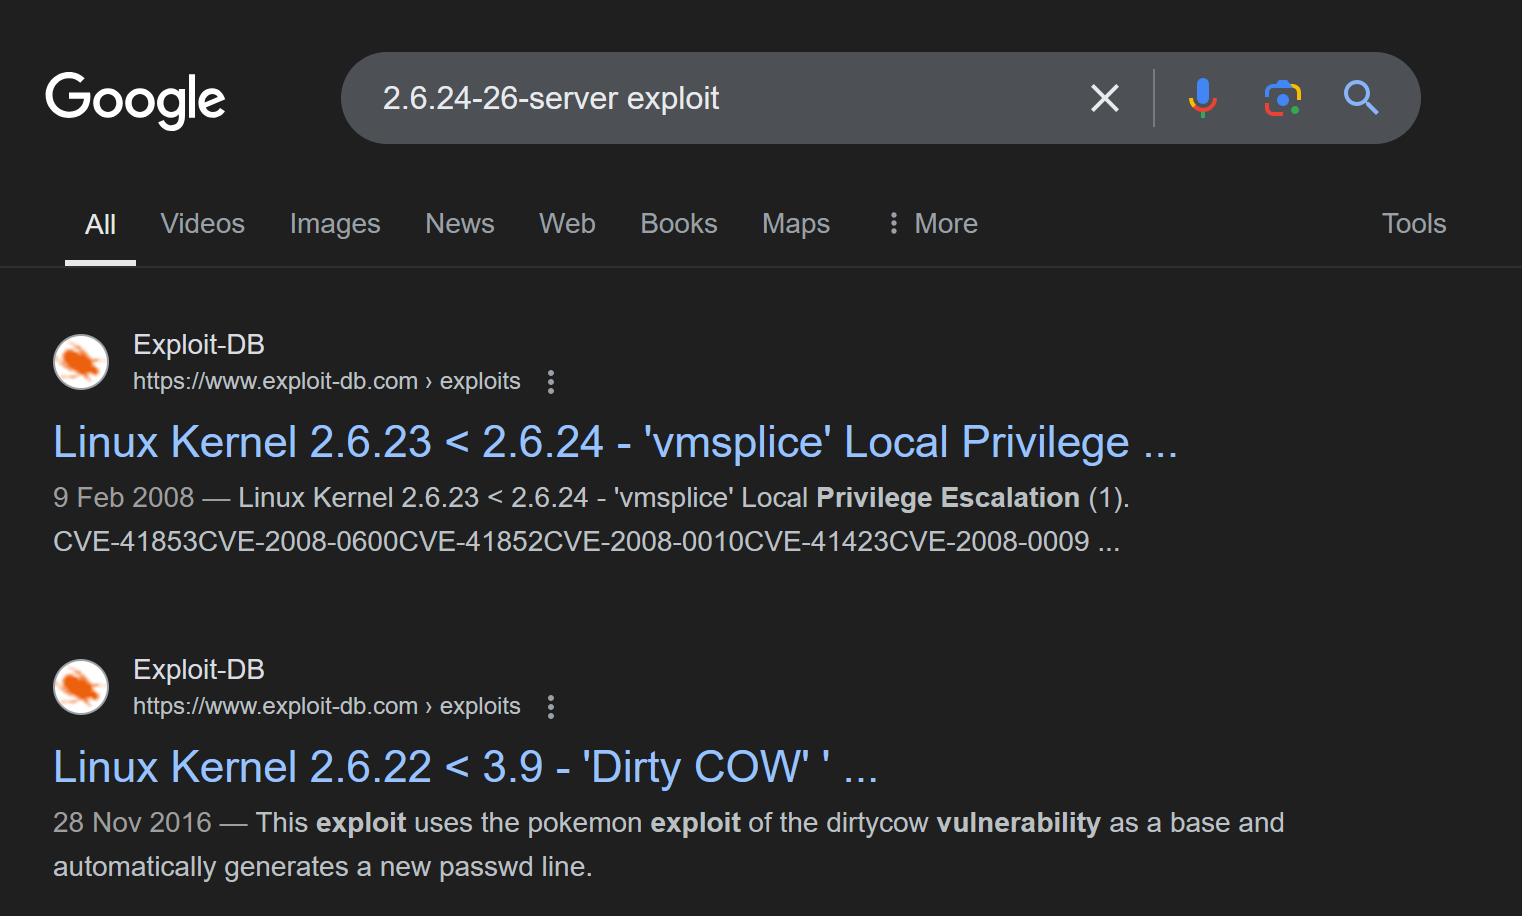 Google
2.6.24-26-server exploit
All Videos Images News Web Books Maps More Tools
Exploit-DB
https://www.exploit-db.com › exploits
Linux Kernel 2.6.23 < 2.6.24 - 'vmsplice' Local Privilege ...
9 Feb 2008 — Linux Kernel 2.6.23 < 2.6.24 - 'vmsplice' Local Privilege Escalation (1).
CVE-41853CVE-2008-0600CVE-41852CVE-2008-0010CVE-41423CVE-2008-0009 ...
Exploit-DB
https://www.exploit-db.com › exploits
Linux Kernel 2.6.22 < 3.9 - 'Dirty COW' ' ...
28 Nov 2016 — This exploit uses the pokemon exploit of the dirtycow vulnerability as a base and
automatically generates a new passwd line.